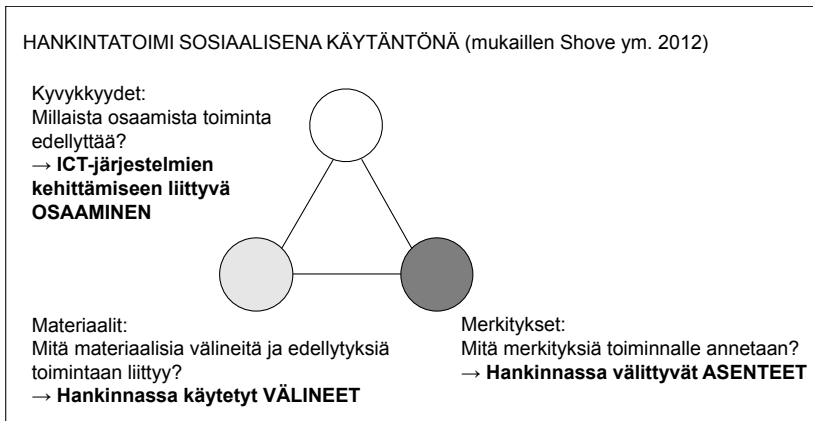 HANKINTATOIMI SOSIAALISENA KÄYTÄNTÖNÄ (mukaillen Shove ym. 2012)
Kyvykkyydet:
Millaista osaamista toiminta
edellyttää?
→ ICT-järjestelmien
kehittämiseen liittyvä
OSAAMINEN
Materiaalit:
Mitä materiaalisia välineitä ja edellytyksiä
toimintaan liittyy?
→ Hankinnassa käytetyt VÄLINEET
Merkitykset:
Mitä merkityksiä toiminnalle annetaan?
→ Hankinnassa välittyvät ASENTEET